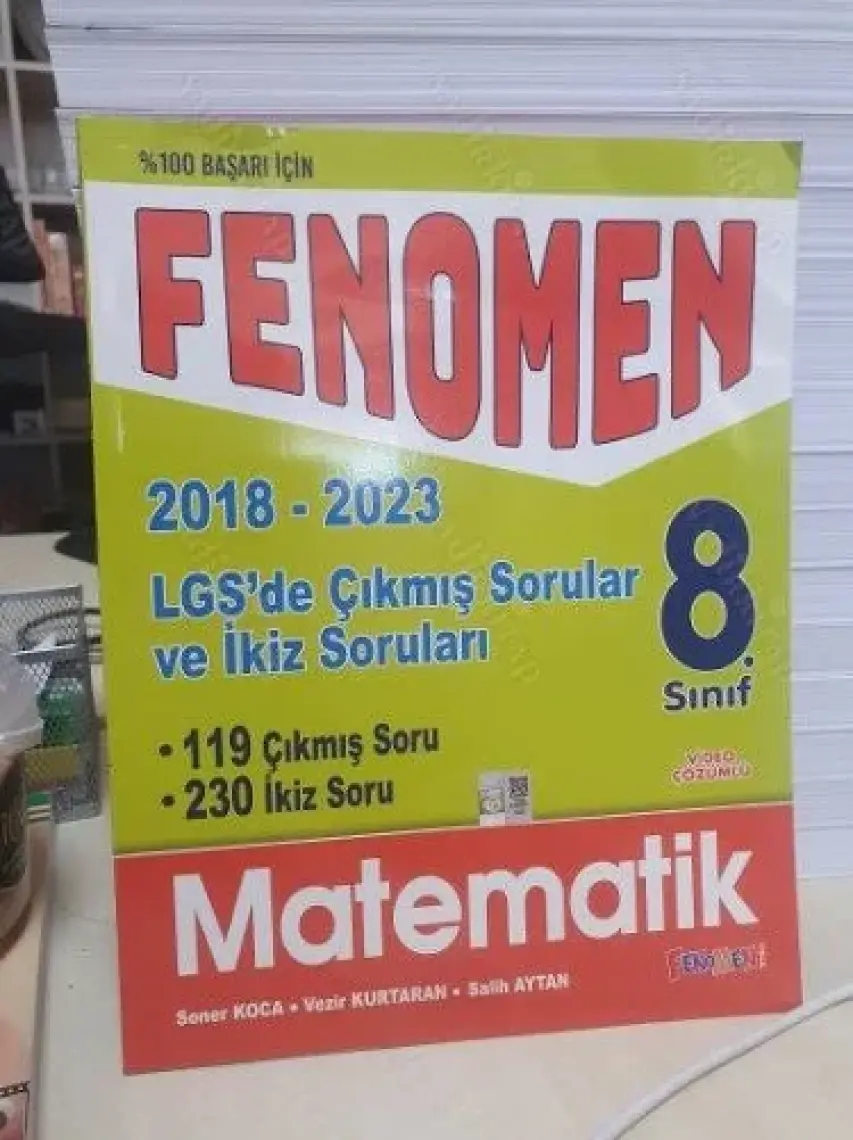 %100 BAŞARI İÇİN
FENOMEN
2018 - 2023
LGS'de Çıkmış Sorular
ve İkiz Soruları
8.
Sınıf
• 119 Çıkmış Soru
• 230 İkiz Soru
VİDEO
ÇÖZÜMLÜ
Matematik
FENOMEN
Soner KOCA • Vezir KURTARAN • Salih AYTAN